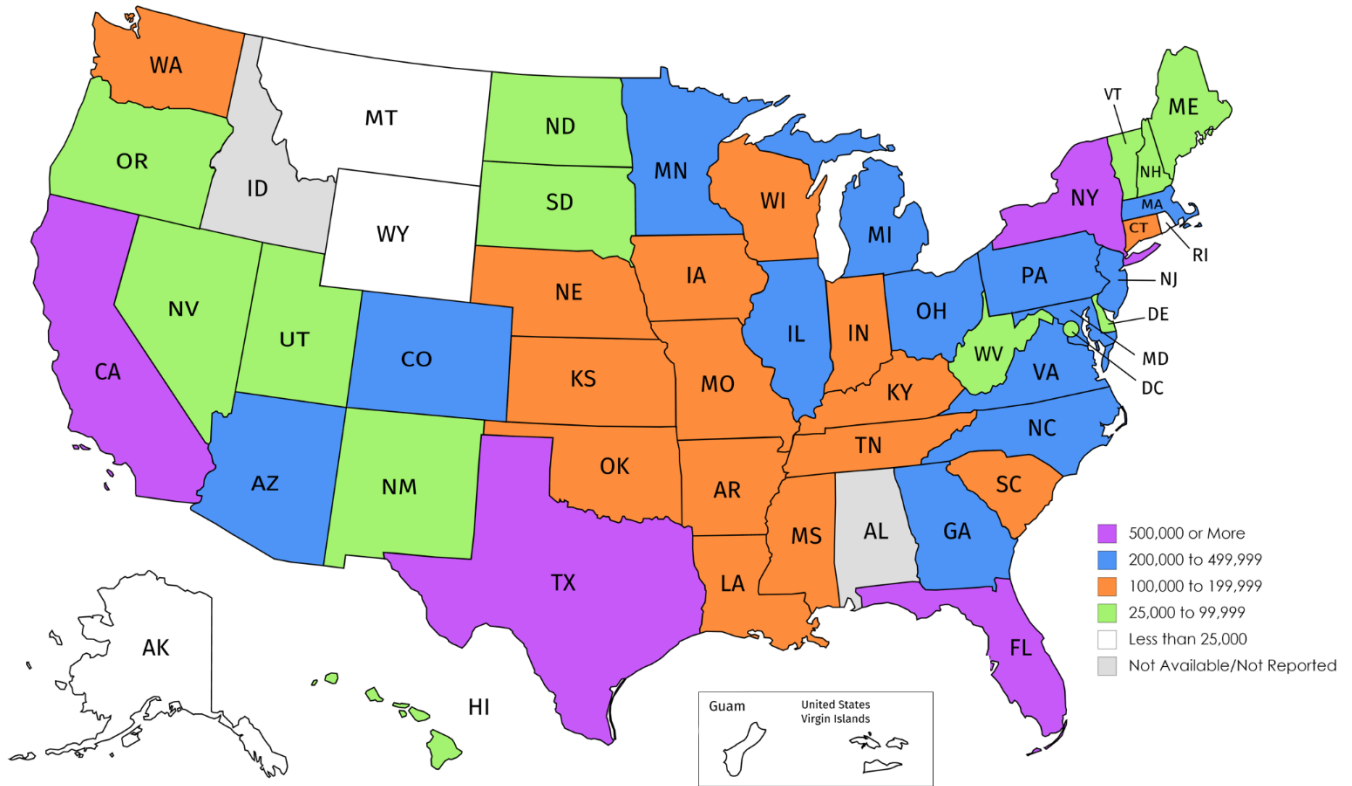 WA
MT
ND
MN
VT
ME
OR
ID
SD
WI
NH
NY
MA
WY
MI
CT
RI
IA
PA
NE
NJ
NV
OH
UT
IL
IN
DE
CO
WV
MD
CA
KS
MO
VA
DC
KY
NC
TN
OK
AZ
NM
AR
SC
MS
AL
GA
TX
LA
500,000 or More
200,000 to 499,999
100,000 to 199,999
25,000 to 99,999
Less than 25,000
Not Available/Not Reported
AK
FL
HI
Guam
United States
Virgin Islands